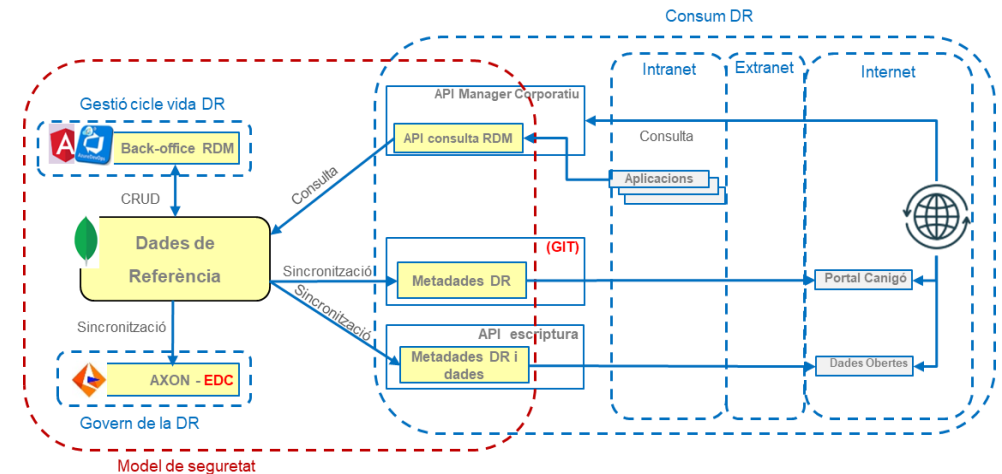 Consum DR
Intranet
Extranet
Internet
API Manager Corporatiu
Gestió cicle vida DR
Back-office RDM
API consulta RDM
Consulta
Aplicacions
Consulta
CRUD
Dades de
Referència
(GIT)
Sincronització
Metadades DR
Portal Canigó
Sincronització
Sincronització
API escriptura
Metadades DR i
dades
Dades Obertes
AXON - EDC
Govern de la DR
Model de seguretat